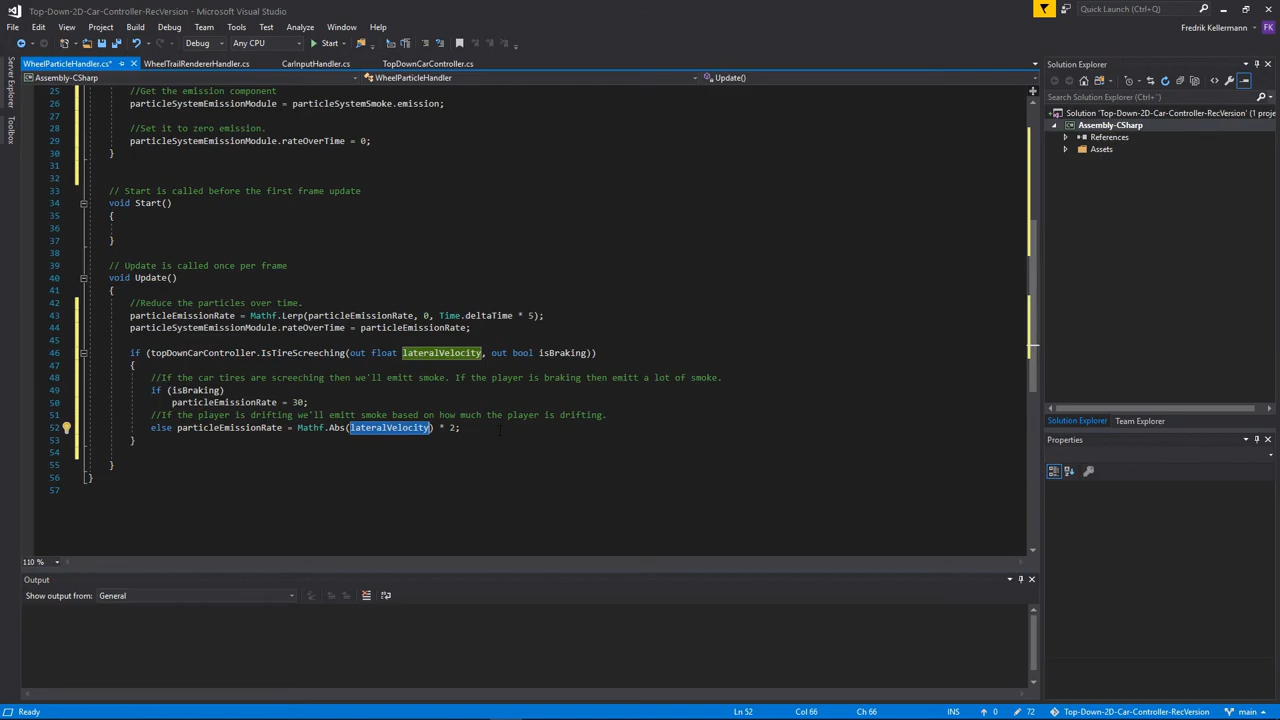 Top-Down-2D-Car-Controller-RecVersion - Microsoft Visual Studio
Quick Launch (Ctrl+Q)
File Edit View Project Build Debug Team Tools Test Analyze Window Help
Fredrik Kellermann FK
Debug Any CPU Start
Server Explorer
Toolbox
WheelParticleHandler.cs* WheelTrailRendererHandler.cs CarInputHandler.cs TopDownCarController.cs
Assembly-CSharp WheelParticleHandler Update()
25 //Get the emission component
26 particleSystemEmissionModule = particleSystemSmoke.emission;
27
28 //Set it to zero emission.
29 particleSystemEmissionModule.rateOverTime = 0;
30 }
31
32
33 // Start is called before the first frame update
34 void Start()
35 {
36
37 }
38
39 // Update is called once per frame
40 void Update()
41 {
42 //Reduce the particles over time.
43 particleEmissionRate = Mathf.Lerp(particleEmissionRate, 0, Time.deltaTime * 5);
44 particleSystemEmissionModule.rateOverTime = particleEmissionRate;
45
46 if (topDownCarController.IsTireScreeching(out float lateralVelocity, out bool isBraking))
47 {
48 //If the car tires are screeching then we'll emitt smoke. If the player is braking then emitt a lot of smoke.
49 if (isBraking)
50 particleEmissionRate = 30;
51 //If the player is drifting we'll emitt smoke based on how much the player is drifting.
52 else particleEmissionRate = Mathf.Abs(lateralVelocity) * 2;
53 }
54
55 }
56 }
57
110 %
Output
Show output from: General
Solution Explorer
Search Solution Explorer (Ctrl+')
Solution 'Top-Down-2D-Car-Controller-RecVersion' (1 projec
Assembly-CSharp
References
Assets
Solution Explorer Team Explorer
Properties
Ready Ln 52 Col 66 Ch 66 INS 0 72 Top-Down-2D-Car-Controller-RecVersion main